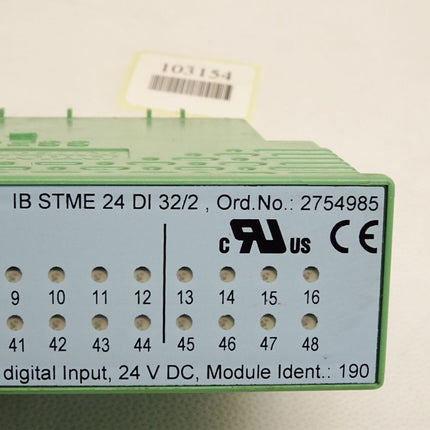 103154
IB STME 24 DI 32/2 , Ord.No.: 2754985
c RU US CE
9 10 11 12 13 14 15 16
41 42 43 44 45 46 47 48
digital Input, 24 V DC, Module Ident.: 190